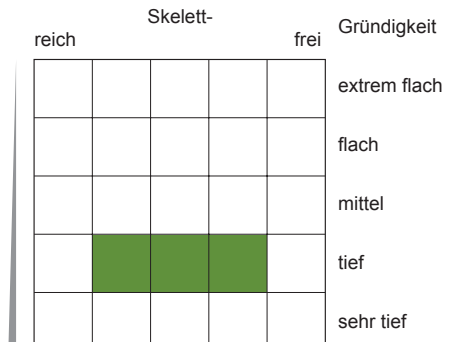 Skelett-
reich frei Gründigkeit
extrem flach
flach
mittel
tief
sehr tief